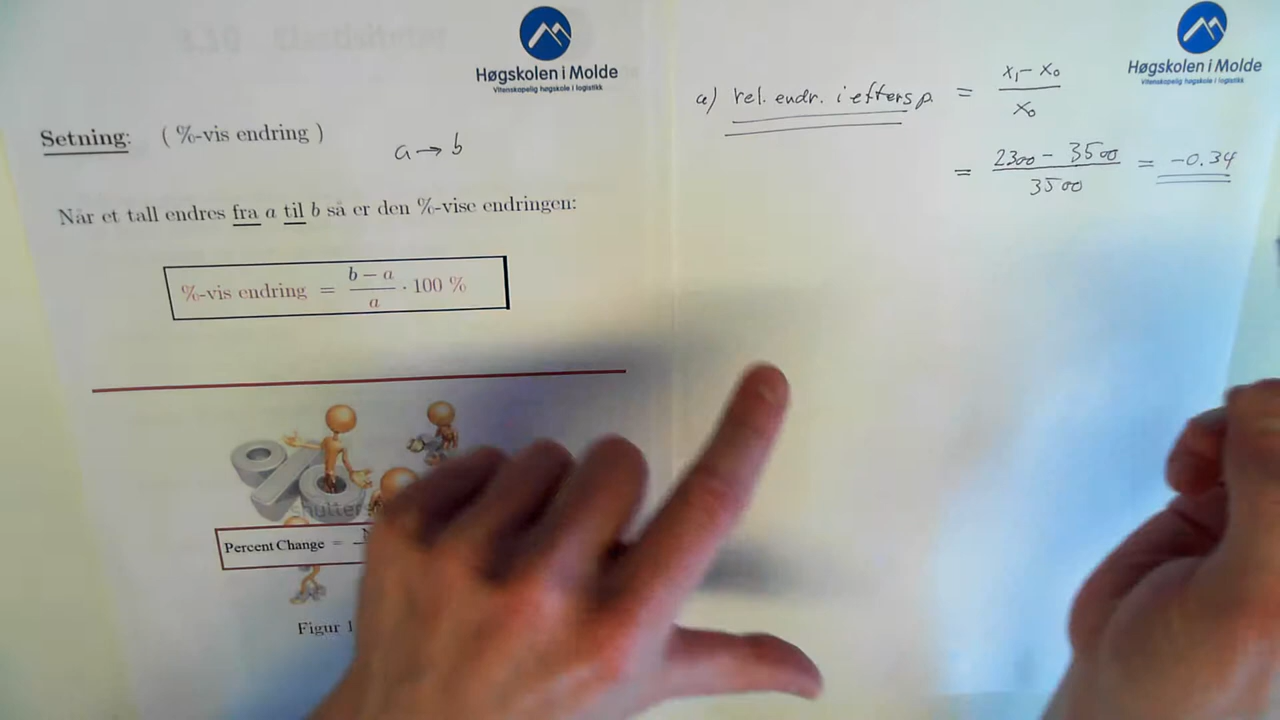 Høgskolen i Molde
Vitenskapelig høgskole i logistikk
Setning: ( %-vis endring )
a → b
Når et tall endres fra a til b så er den %-vise endringen:
%-vis endring = b − a / a · 100 %
Percent Change =
Figur 1
Høgskolen i Molde
Vitenskapelig høgskole i logistikk
a) rel. endr. i eftersp. = x₁ − x₀ / x₀
= 2300 − 3500 / 3500 = −0.34